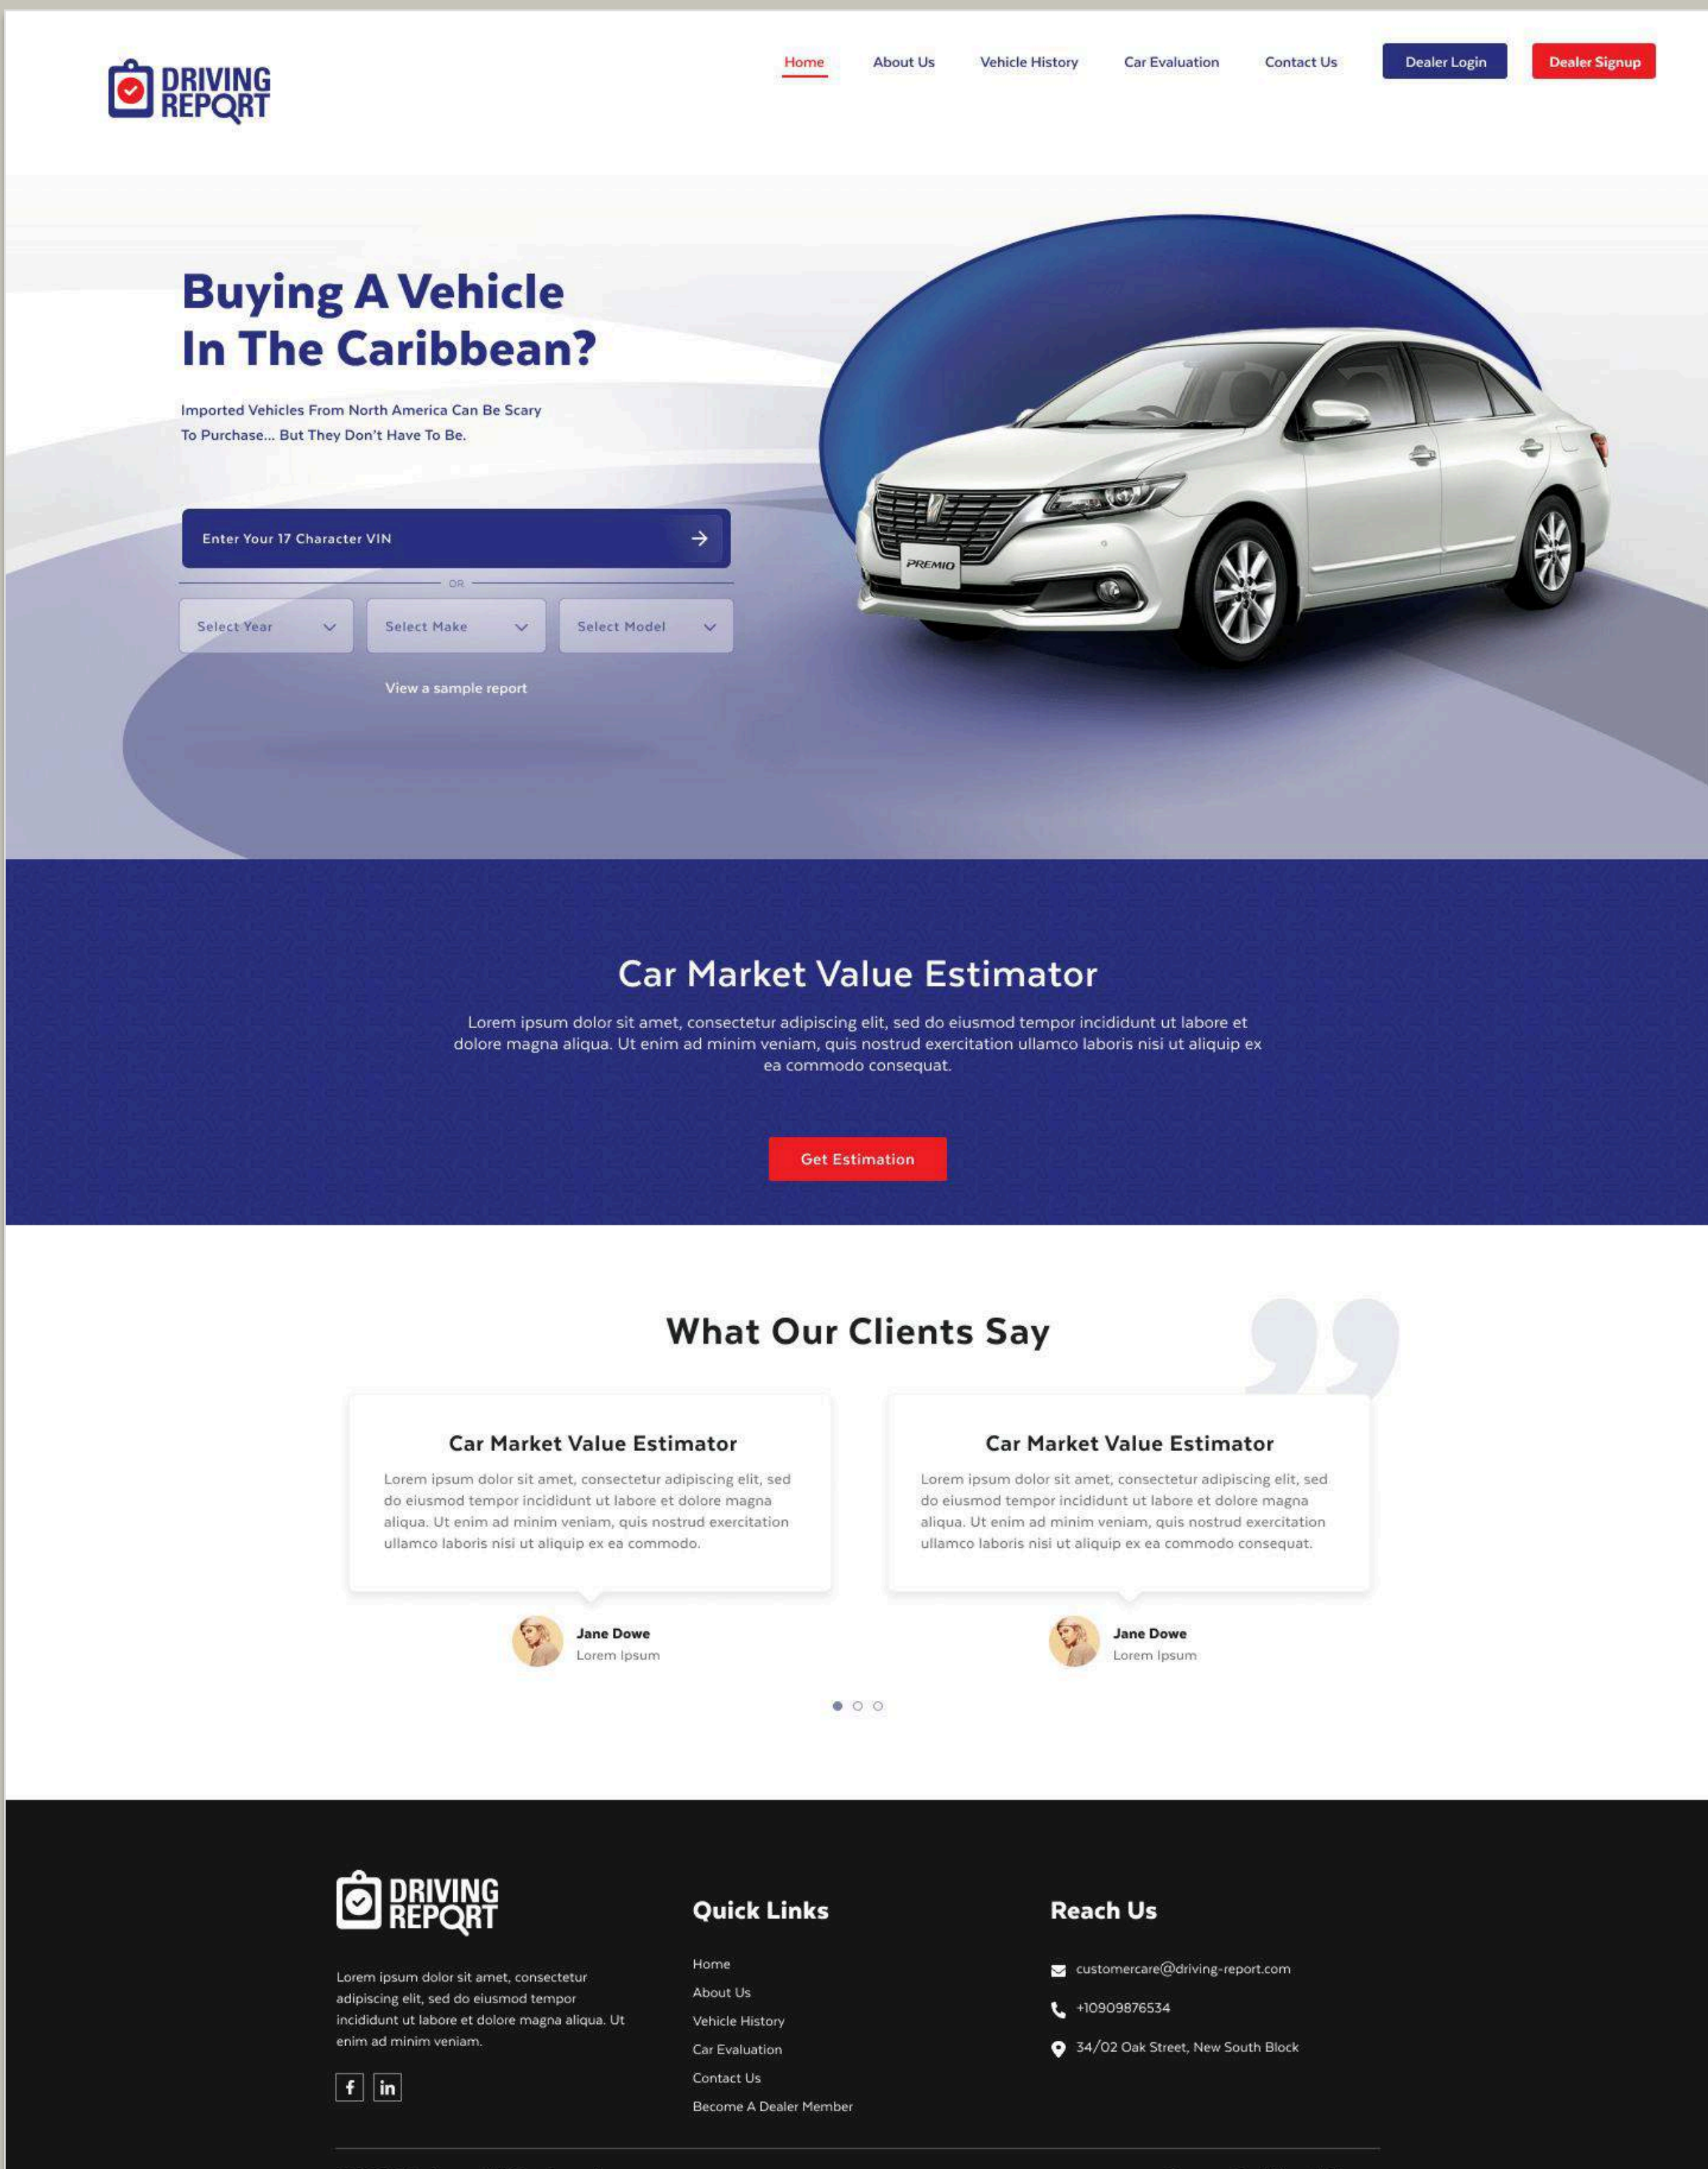 DRIVING
REPORT
Home
About Us
Vehicle History
Car Evaluation
Contact Us
Dealer Login
Dealer Signup
Buying A Vehicle
In The Caribbean?
Imported Vehicles From North America Can Be Scary
To Purchase... But They Don't Have To Be.
Enter Your 17 Character VIN
OR
Select Year
Select Make
Select Model
View a sample report
PREMIO
Car Market Value Estimator
Lorem ipsum dolor sit amet, consectetur adipiscing elit, sed do eiusmod tempor incididunt ut labore et
dolore magna aliqua. Ut enim ad minim veniam, quis nostrud exercitation ullamco laboris nisi ut aliquip ex
ea commodo consequat.
Get Estimation
What Our Clients Say
Car Market Value Estimator
Lorem ipsum dolor sit amet, consectetur adipiscing elit, sed
do eiusmod tempor incididunt ut labore et dolore magna
aliqua. Ut enim ad minim veniam, quis nostrud exercitation
ullamco laboris nisi ut aliquip ex ea commodo.
Jane Dowe
Lorem Ipsum
Car Market Value Estimator
Lorem ipsum dolor sit amet, consectetur adipiscing elit, sed
do eiusmod tempor incididunt ut labore et dolore magna
aliqua. Ut enim ad minim veniam, quis nostrud exercitation
ullamco laboris nisi ut aliquip ex ea commodo consequat.
Jane Dowe
Lorem Ipsum
DRIVING
REPORT
Lorem ipsum dolor sit amet, consectetur
adipiscing elit, sed do eiusmod tempor
incididunt ut labore et dolore magna aliqua. Ut
enim ad minim veniam.
f
in
Quick Links
Home
About Us
Vehicle History
Car Evaluation
Contact Us
Become A Dealer Member
Reach Us
customercare@driving-report.com
+10909876534
34/02 Oak Street, New South Block